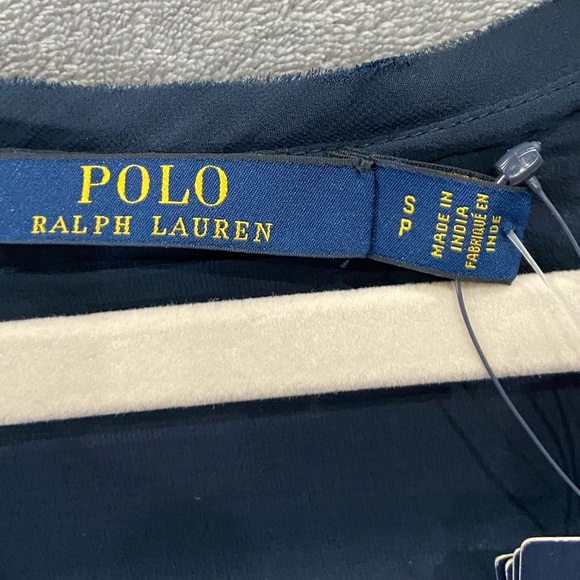 POLO
RALPH LAUREN
S
P
MADE IN
INDIA
FABRIQUÉ EN
INDE